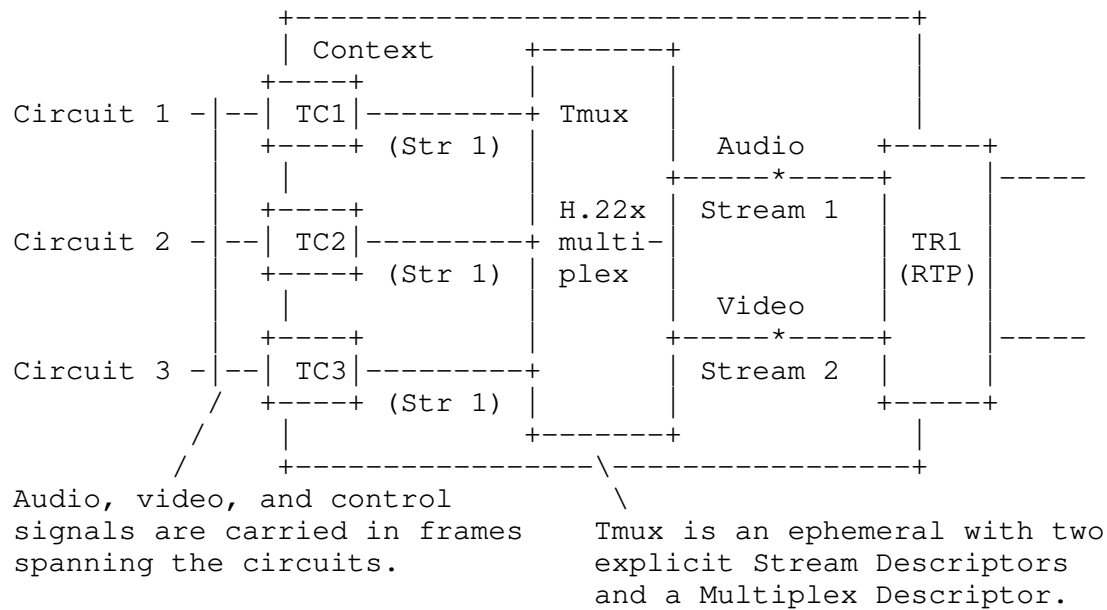 Context
Circuit 1 TC1 Tmux
(Str 1) Audio
H.22x Stream 1
Circuit 2 TC2 multi- TR1
(Str 1) plex (RTP)
Video
Circuit 3 TC3 Stream 2
(Str 1)
Audio, video, and control
signals are carried in frames
spanning the circuits.
Tmux is an ephemeral with two
explicit Stream Descriptors
and a Multiplex Descriptor.